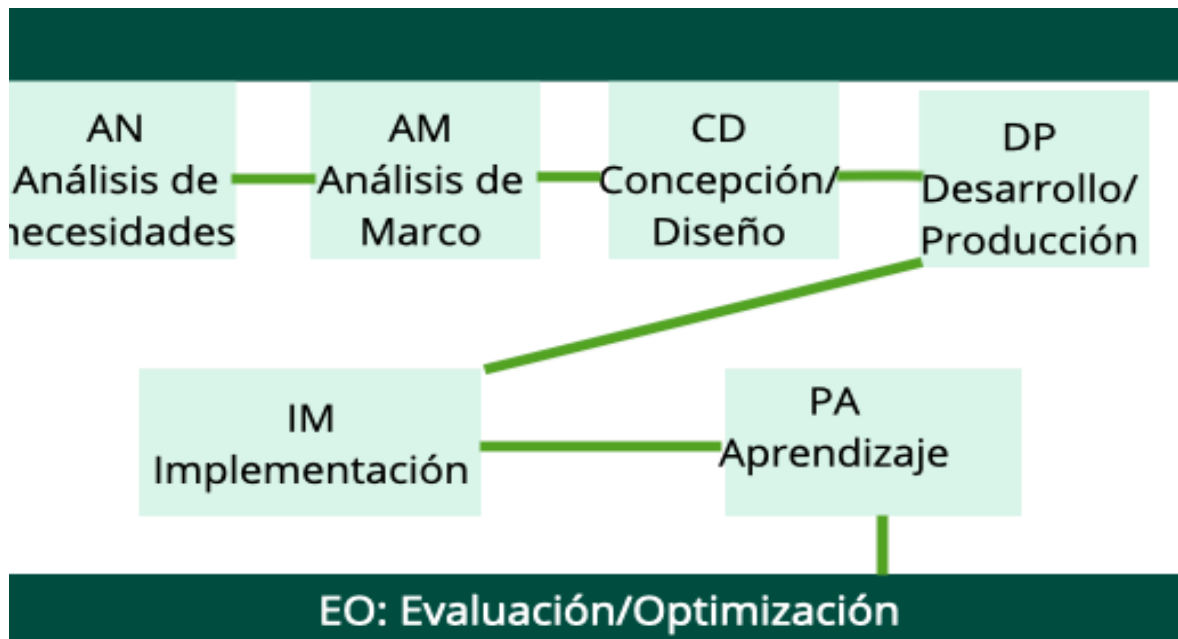 AN
Análisis de
necesidades
AM
Análisis de
Marco
CD
Concepción/
Diseño
DP
Desarrollo/
Producción
IM
Implementación
PA
Aprendizaje
EO: Evaluación/Optimización